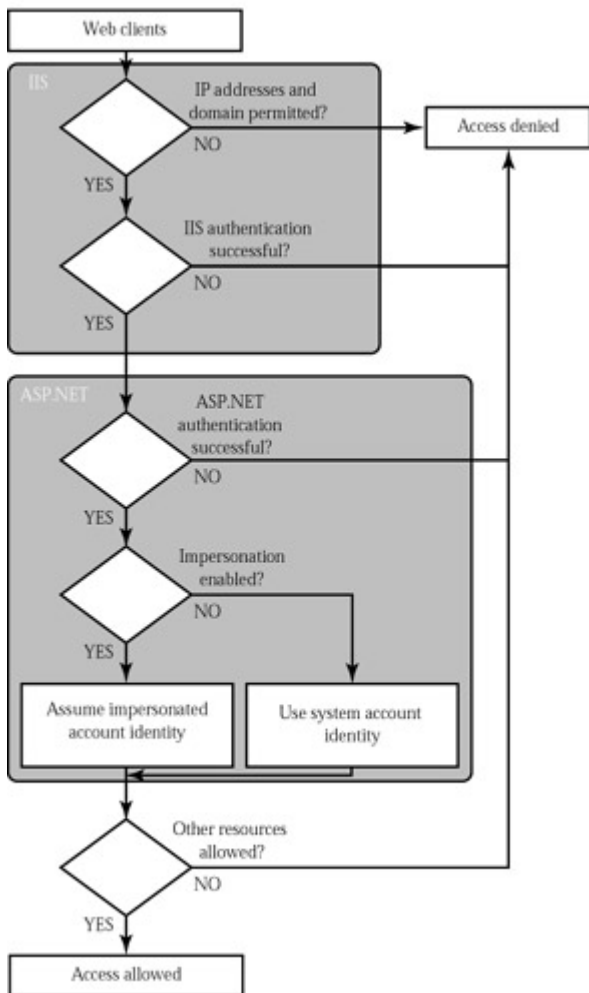 Web clients
IIS
IP addresses and
domain permitted?
Access denied
NO
YES
IIS authentication
successful?
NO
YES
ASP.NET
ASP.NET
authentication
successful?
NO
YES
Impersonation
enabled?
NO
YES
Assume impersonated
account identity
Use system account
identity
Other resources
allowed?
NO
YES
Access allowed